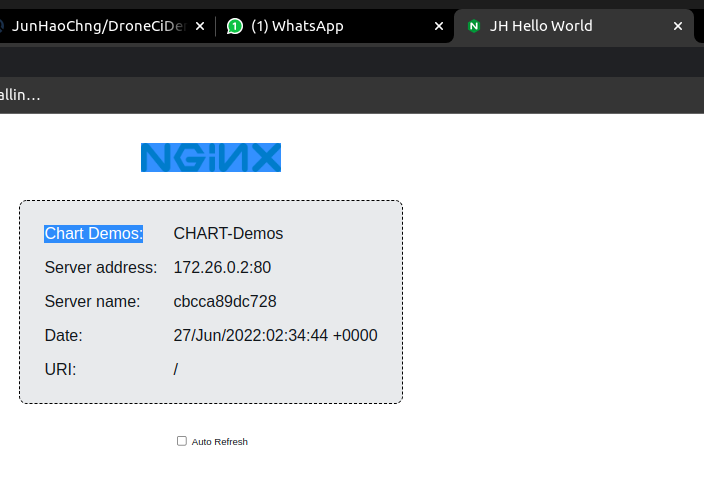 JunHaoChng/DroneCiDer
(1) WhatsApp
JH Hello World
allin...
NGiNX
Chart Demos: CHART-Demos
Server address: 172.26.0.2:80
Server name: cbcca89dc728
Date: 27/Jun/2022:02:34:44 +0000
URI: /
Auto Refresh